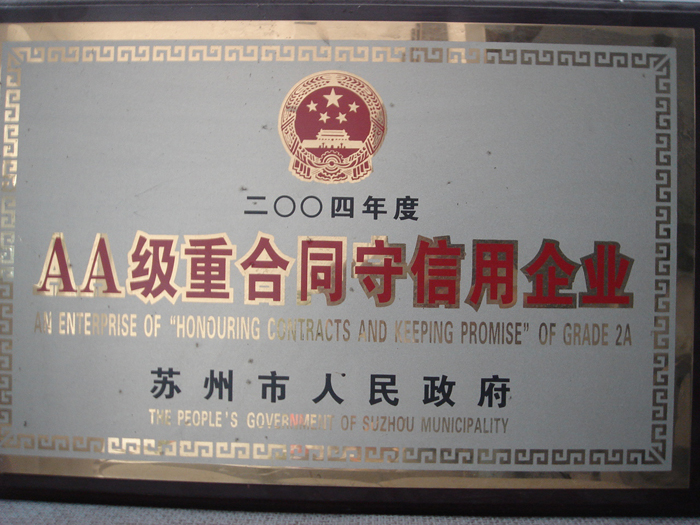 二〇〇四年度
AA级重合同守信用企业
AN ENTERPRISE OF "HONOURING CONTRACTS AND KEEPING PROMISE" OF GRADE 2A
苏州市人民政府
THE PEOPLE'S GOVERNMENT OF SUZHOU MUNICIPALITY